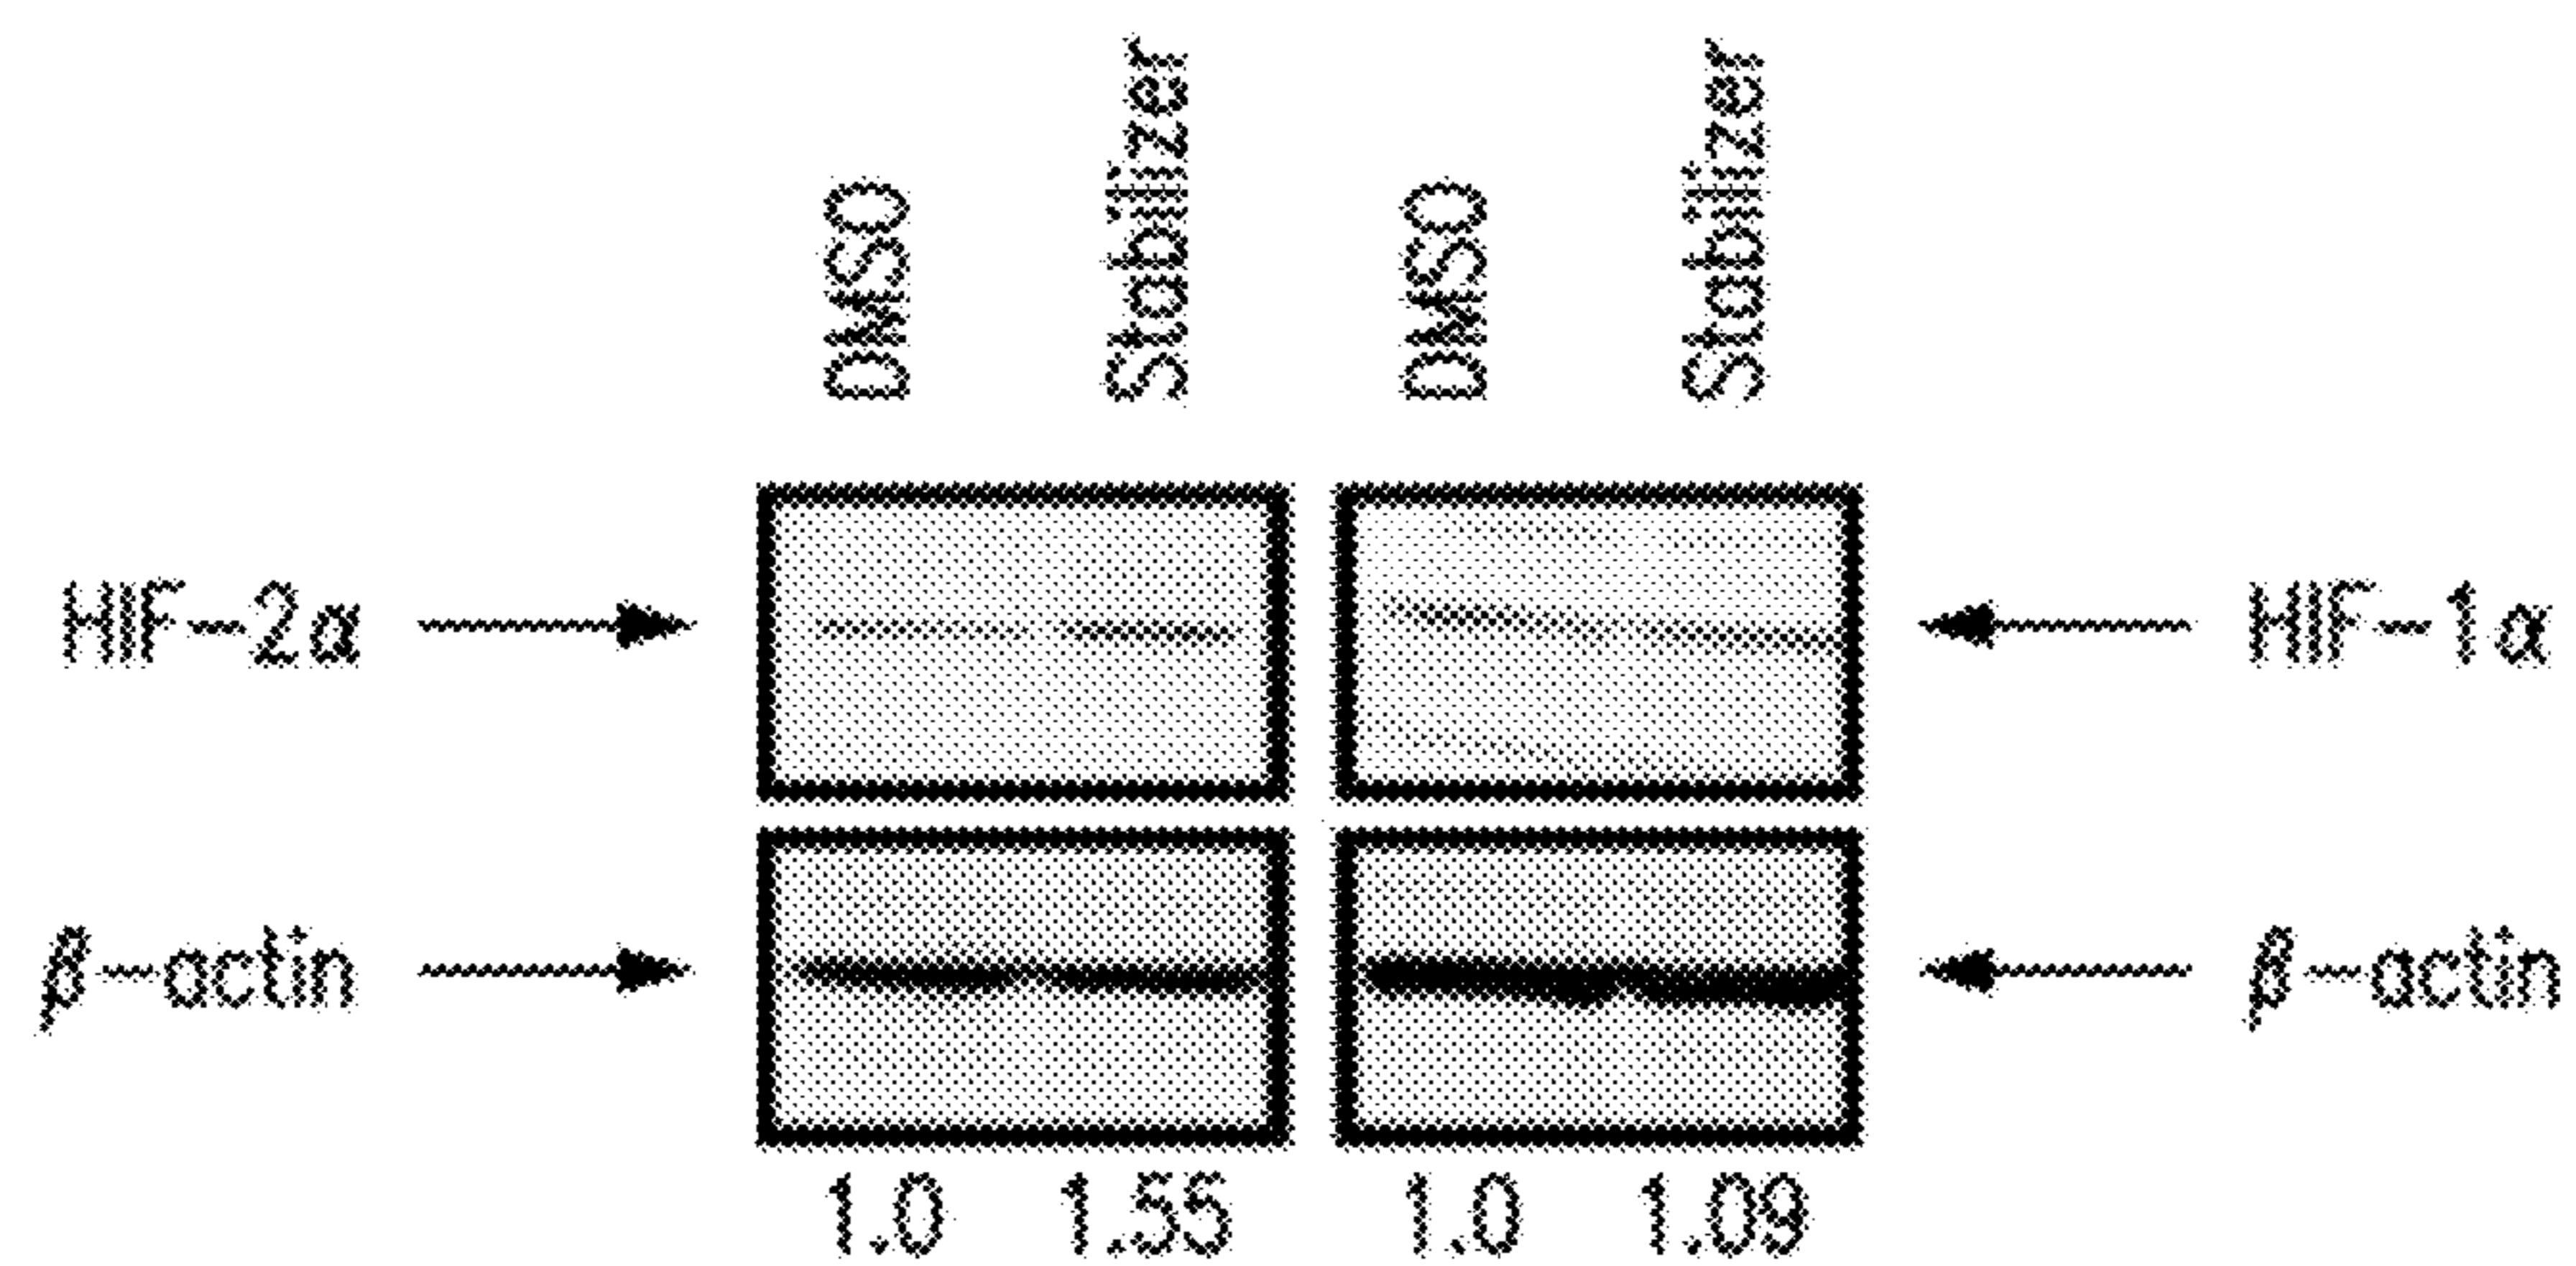 DMSO Stabilizer DMSO Stabilizer
HIF-2α HIF-1α
β-actin β-actin
1.0 1.55 1.0 1.09